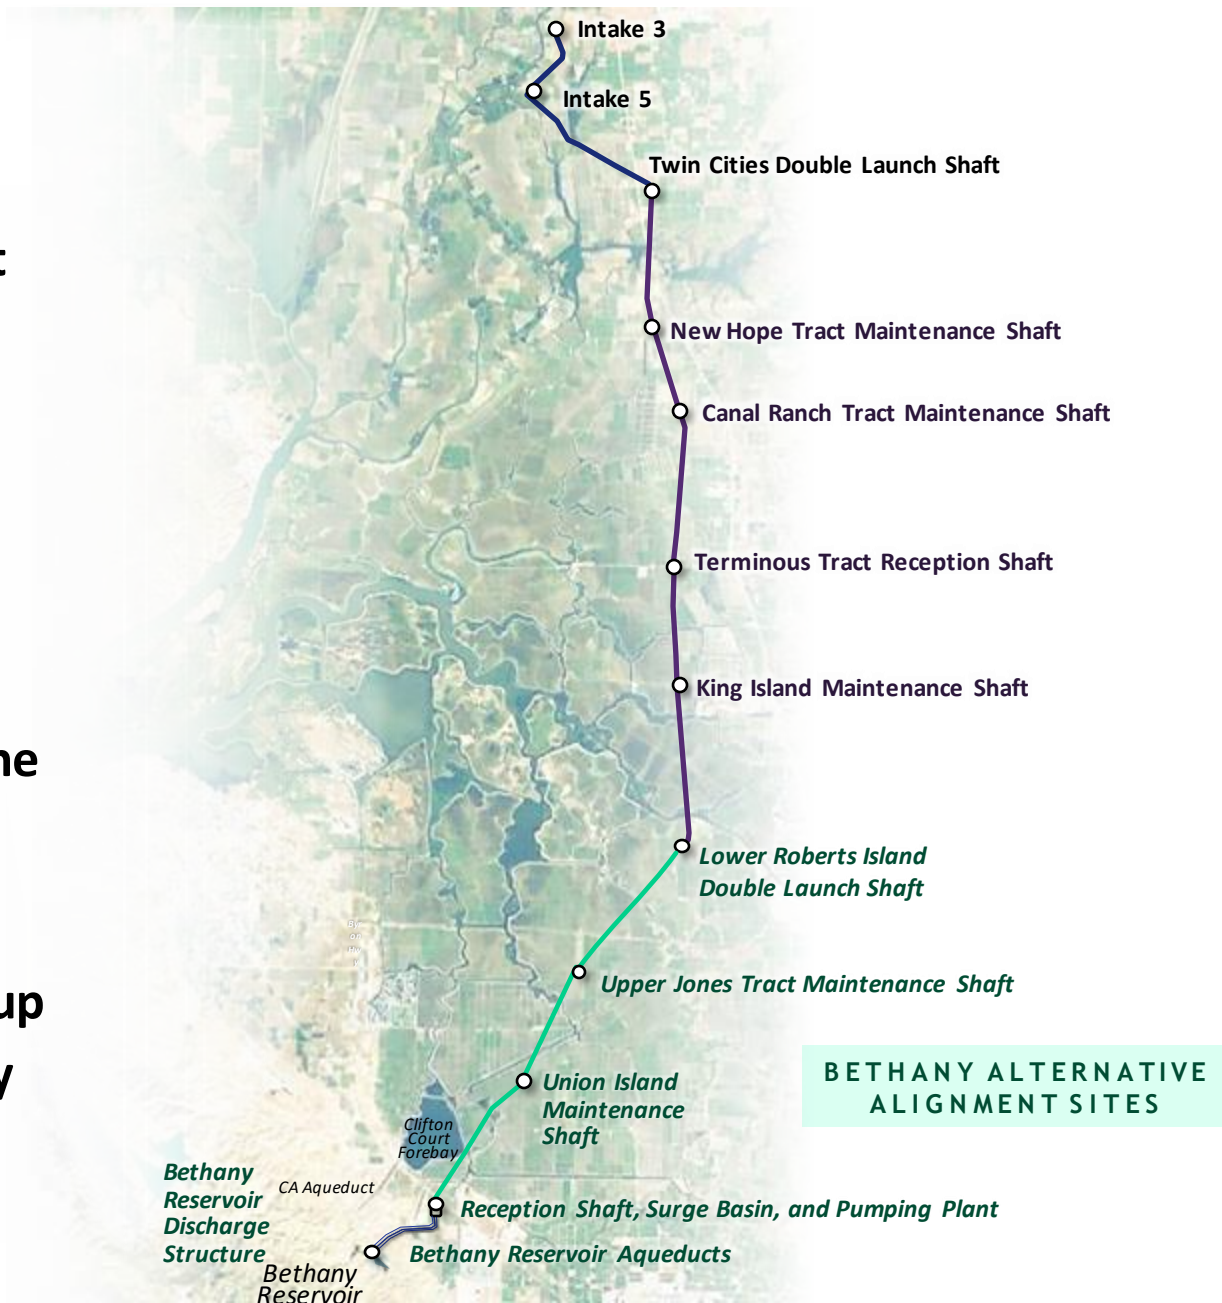 Intake 3
Intake 5
Twin Cities Double Launch Shaft
New Hope Tract Maintenance Shaft
Canal Ranch Tract Maintenance Shaft
Terminous Tract Reception Shaft
King Island Maintenance Shaft
ne
Lower Roberts Island
Double Launch Shaft
Upper Jones Tract Maintenance Shaft
up
y
BETHANY ALTERNATIVE
ALIGNMENT SITES
Union Island
Maintenance
Shaft
Clifton
Court
Forebay
Bethany
Reservoir
Discharge
Structure
CA Aqueduct
Reception Shaft, Surge Basin, and Pumping Plant
Bethany Reservoir Aqueducts
Bethany
Reservoir